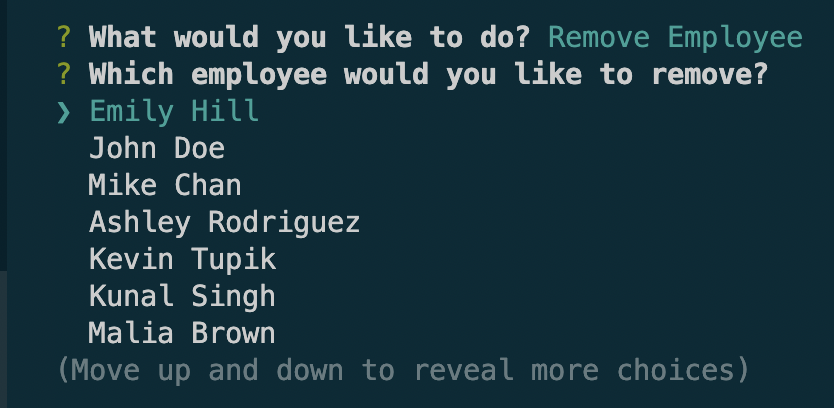 ? What would you like to do? Remove Employee
? Which employee would you like to remove?
❯ Emily Hill
John Doe
Mike Chan
Ashley Rodriguez
Kevin Tupik
Kunal Singh
Malia Brown
(Move up and down to reveal more choices)